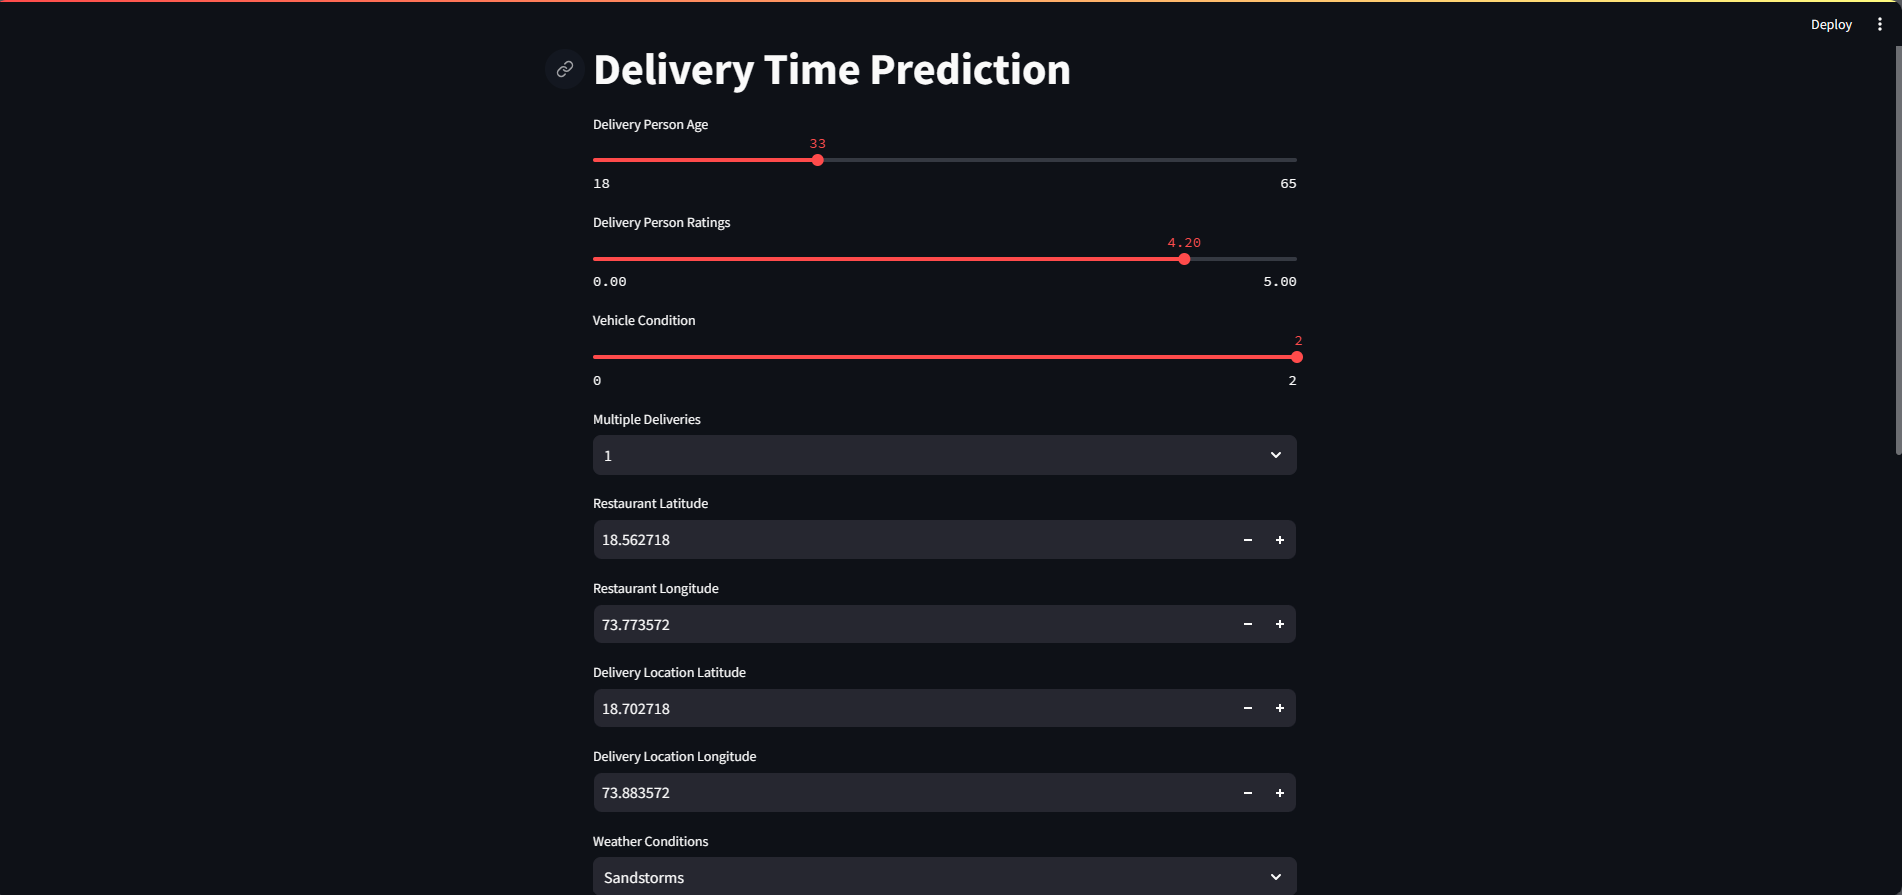 Deploy
Delivery Time Prediction
Delivery Person Age
33
18 65
Delivery Person Ratings
4.20
0.00 5.00
Vehicle Condition
2
0 2
Multiple Deliveries
1
Restaurant Latitude
18.562718
Restaurant Longitude
73.773572
Delivery Location Latitude
18.702718
Delivery Location Longitude
73.883572
Weather Conditions
Sandstorms